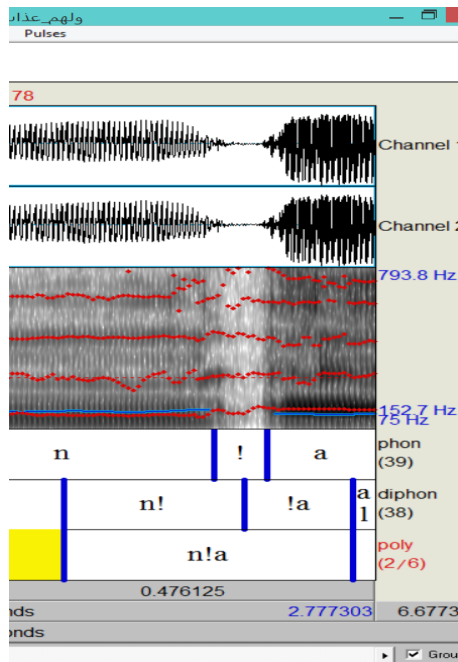 ولهم_عذاب
Pulses
78
Channel 1
Channel 2
793.8 Hz
152.7 Hz
75 Hz
n ! a phon
(39)
n! !a a l diphon
(38)
n!a poly
(2/6)
0.476125
nds 2.777303 6.6773
onds
Grou